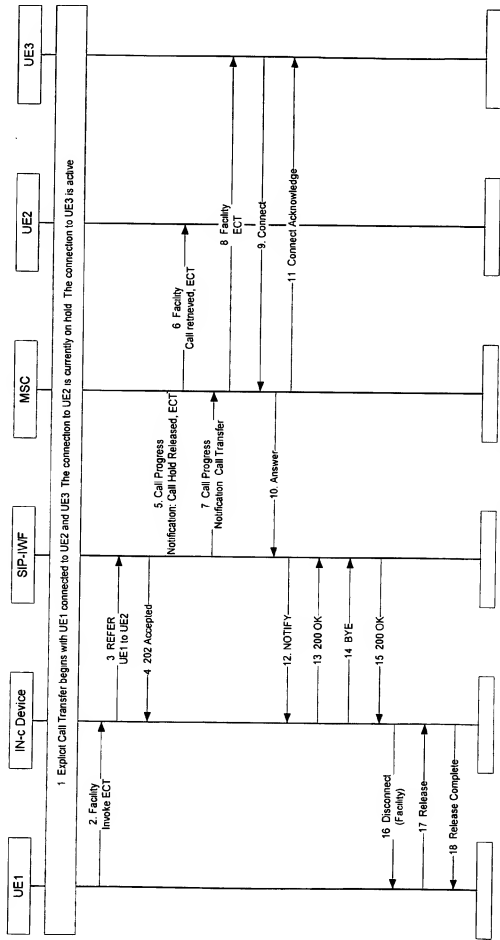 UE1
IN-c Device
SIP-IWF
MSC
UE2
UE3
1 Explicit Call Transfer begins with UE1 connected to UE2 and UE3 The connection to UE2 is currently on hold The connection to UE3 is active
2. Facility
Invoke ECT
3 REFER
UE1 to UE2
4 202 Accepted
5. Call Progress
Notification: Call Hold Released, ECT
6 Facility
Call retrieved, ECT
7 Call Progress
Notification Call Transfer
8 Facility
ECT
9. Connect
10. Answer
11 Connect Acknowledge
12. NOTIFY
13 200 OK
14 BYE
15 200 OK
16 Disconnect
(Facility)
17 Release
18 Release Complete